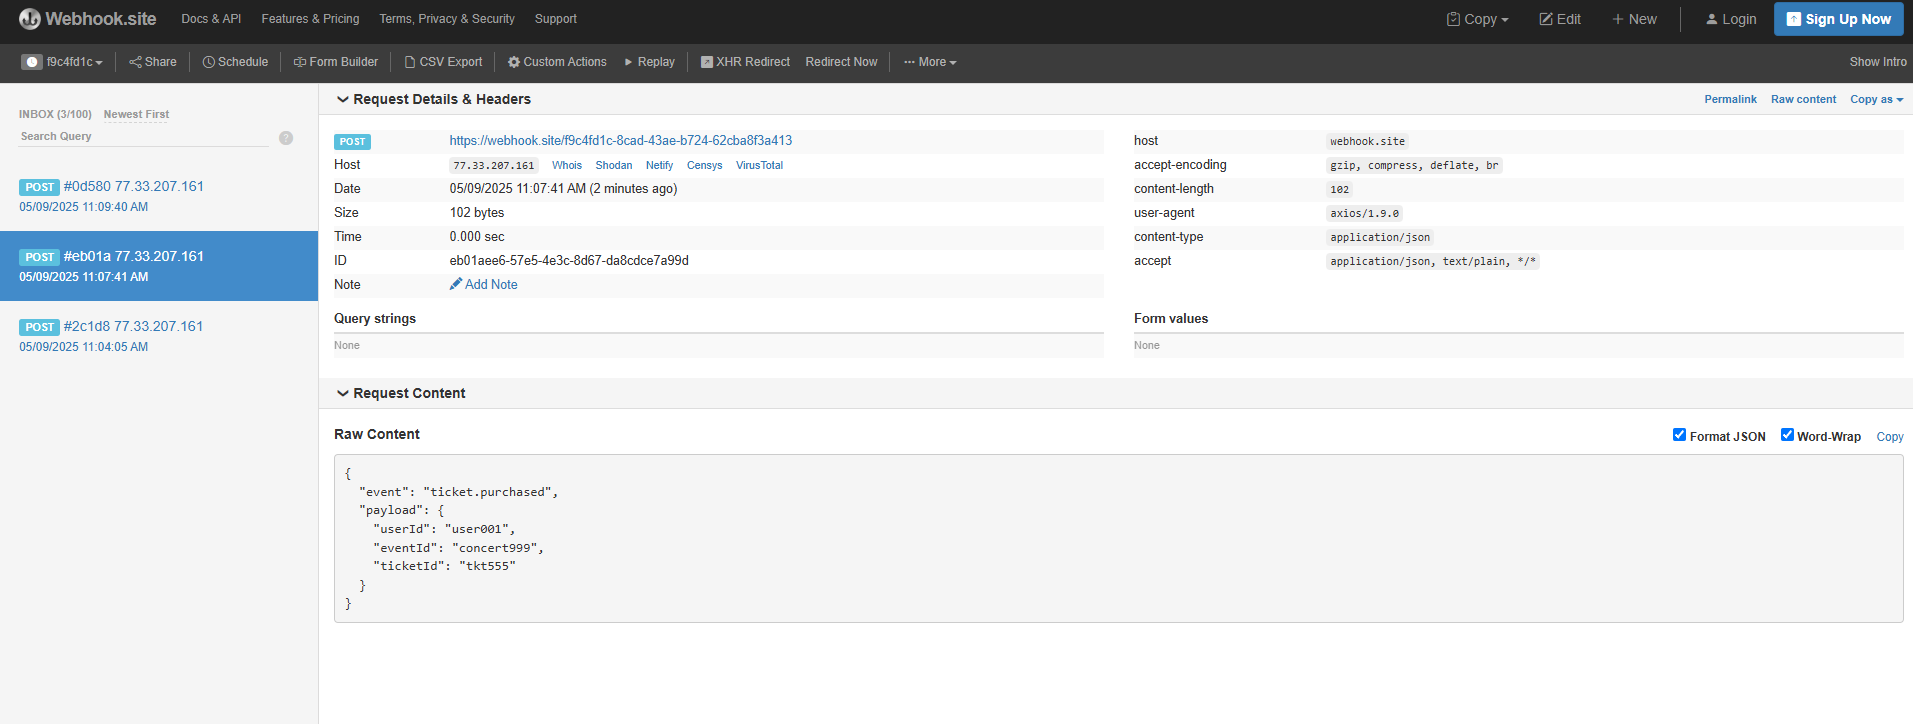 Webhook.site Docs & API Features & Pricing Terms, Privacy & Security Support Copy Edit + New Login Sign Up Now
f9c4fd1c Share Schedule Form Builder CSV Export Custom Actions Replay XHR Redirect Redirect Now ··· More Show Intro
INBOX (3/100) Newest First
Search Query ?
POST #0d580 77.33.207.161
05/09/2025 11:09:40 AM
POST #eb01a 77.33.207.161
05/09/2025 11:07:41 AM
POST #2c1d8 77.33.207.161
05/09/2025 11:04:05 AM
Request Details & Headers Permalink Raw content Copy as
POST https://webhook.site/f9c4fd1c-8cad-43ae-b724-62cba8f3a413
Host 77.33.207.161 Whois Shodan Netify Censys VirusTotal
Date 05/09/2025 11:07:41 AM (2 minutes ago)
Size 102 bytes
Time 0.000 sec
ID eb01aee6-57e5-4e3c-8d67-da8cdce7a99d
Note Add Note
host webhook.site
accept-encoding gzip, compress, deflate, br
content-length 102
user-agent axios/1.9.0
content-type application/json
accept application/json, text/plain, */*
Query strings
None
Form values
None
Request Content
Raw Content Format JSON Word-Wrap Copy
{
  "event": "ticket.purchased",
  "payload": {
    "userId": "user001",
    "eventId": "concert999",
    "ticketId": "tkt555"
  }
}